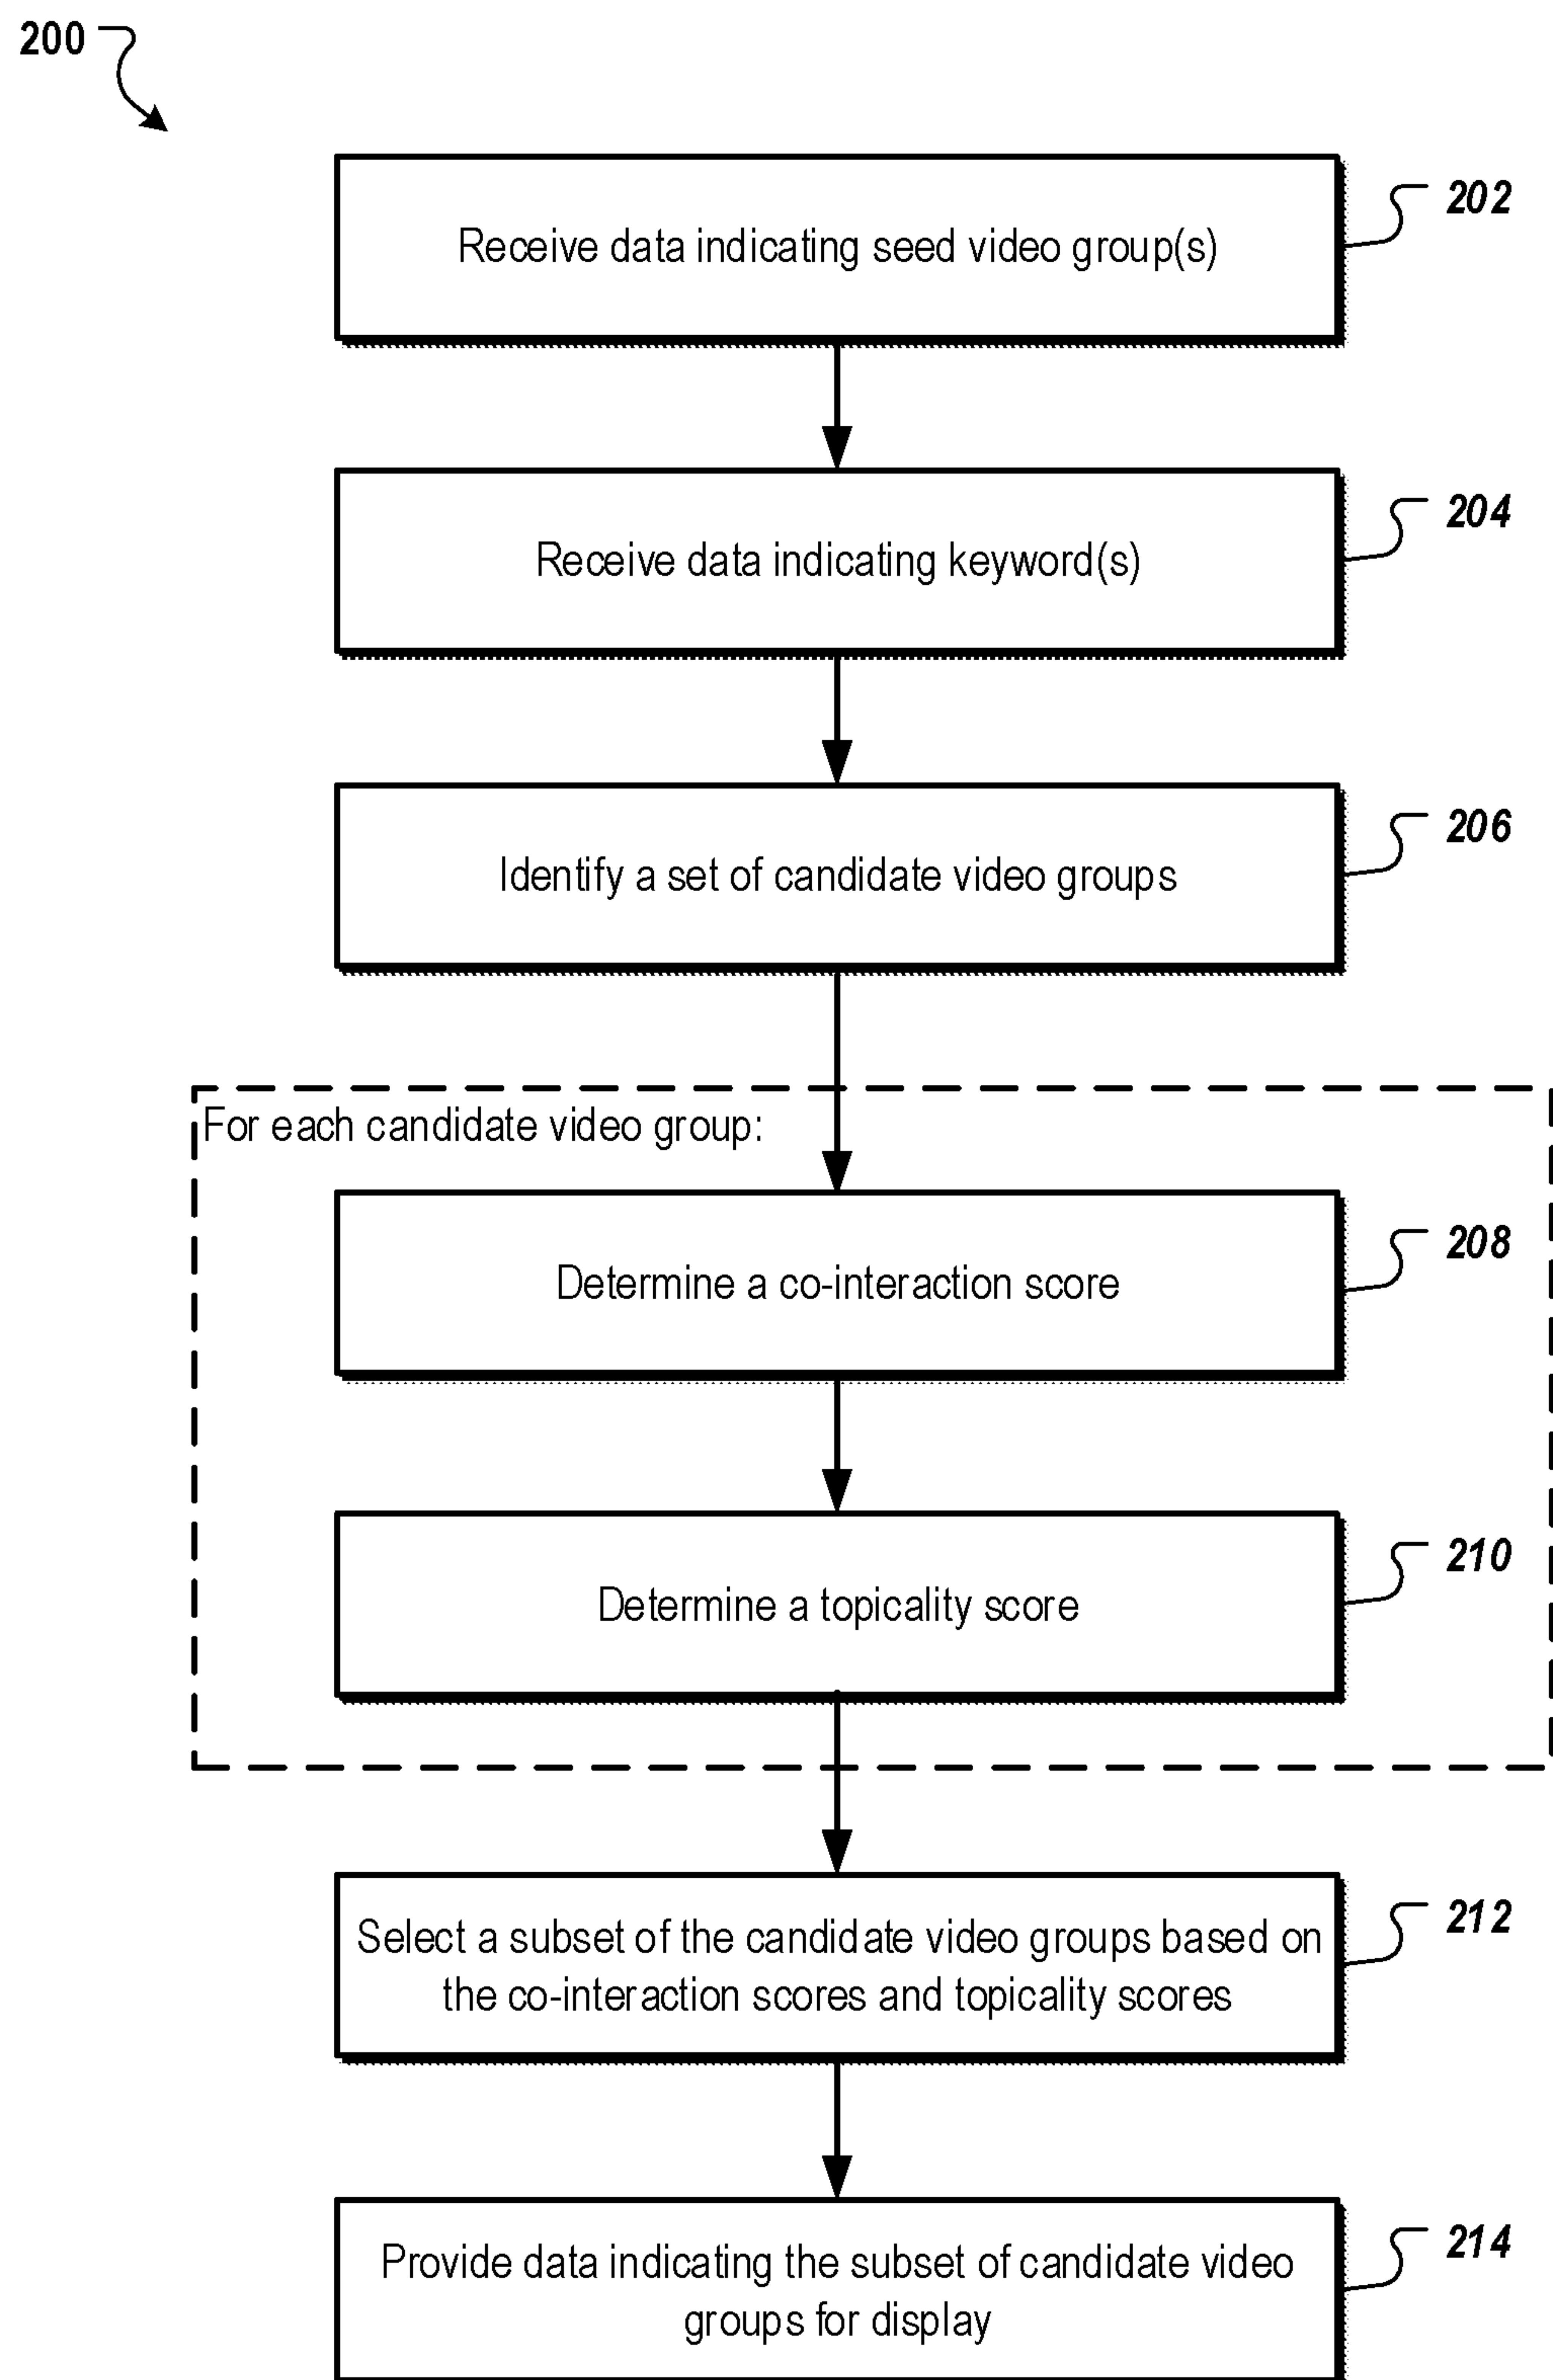 200
202
Receive data indicating seed video group(s)
204
Receive data indicating keyword(s)
206
Identify a set of candidate video groups
For each candidate video group:
208
Determine a co-interaction score
210
Determine a topicality score
212
Select a subset of the candidate video groups based on
the co-interaction scores and topicality scores
214
Provide data indicating the subset of candidate video
groups for display